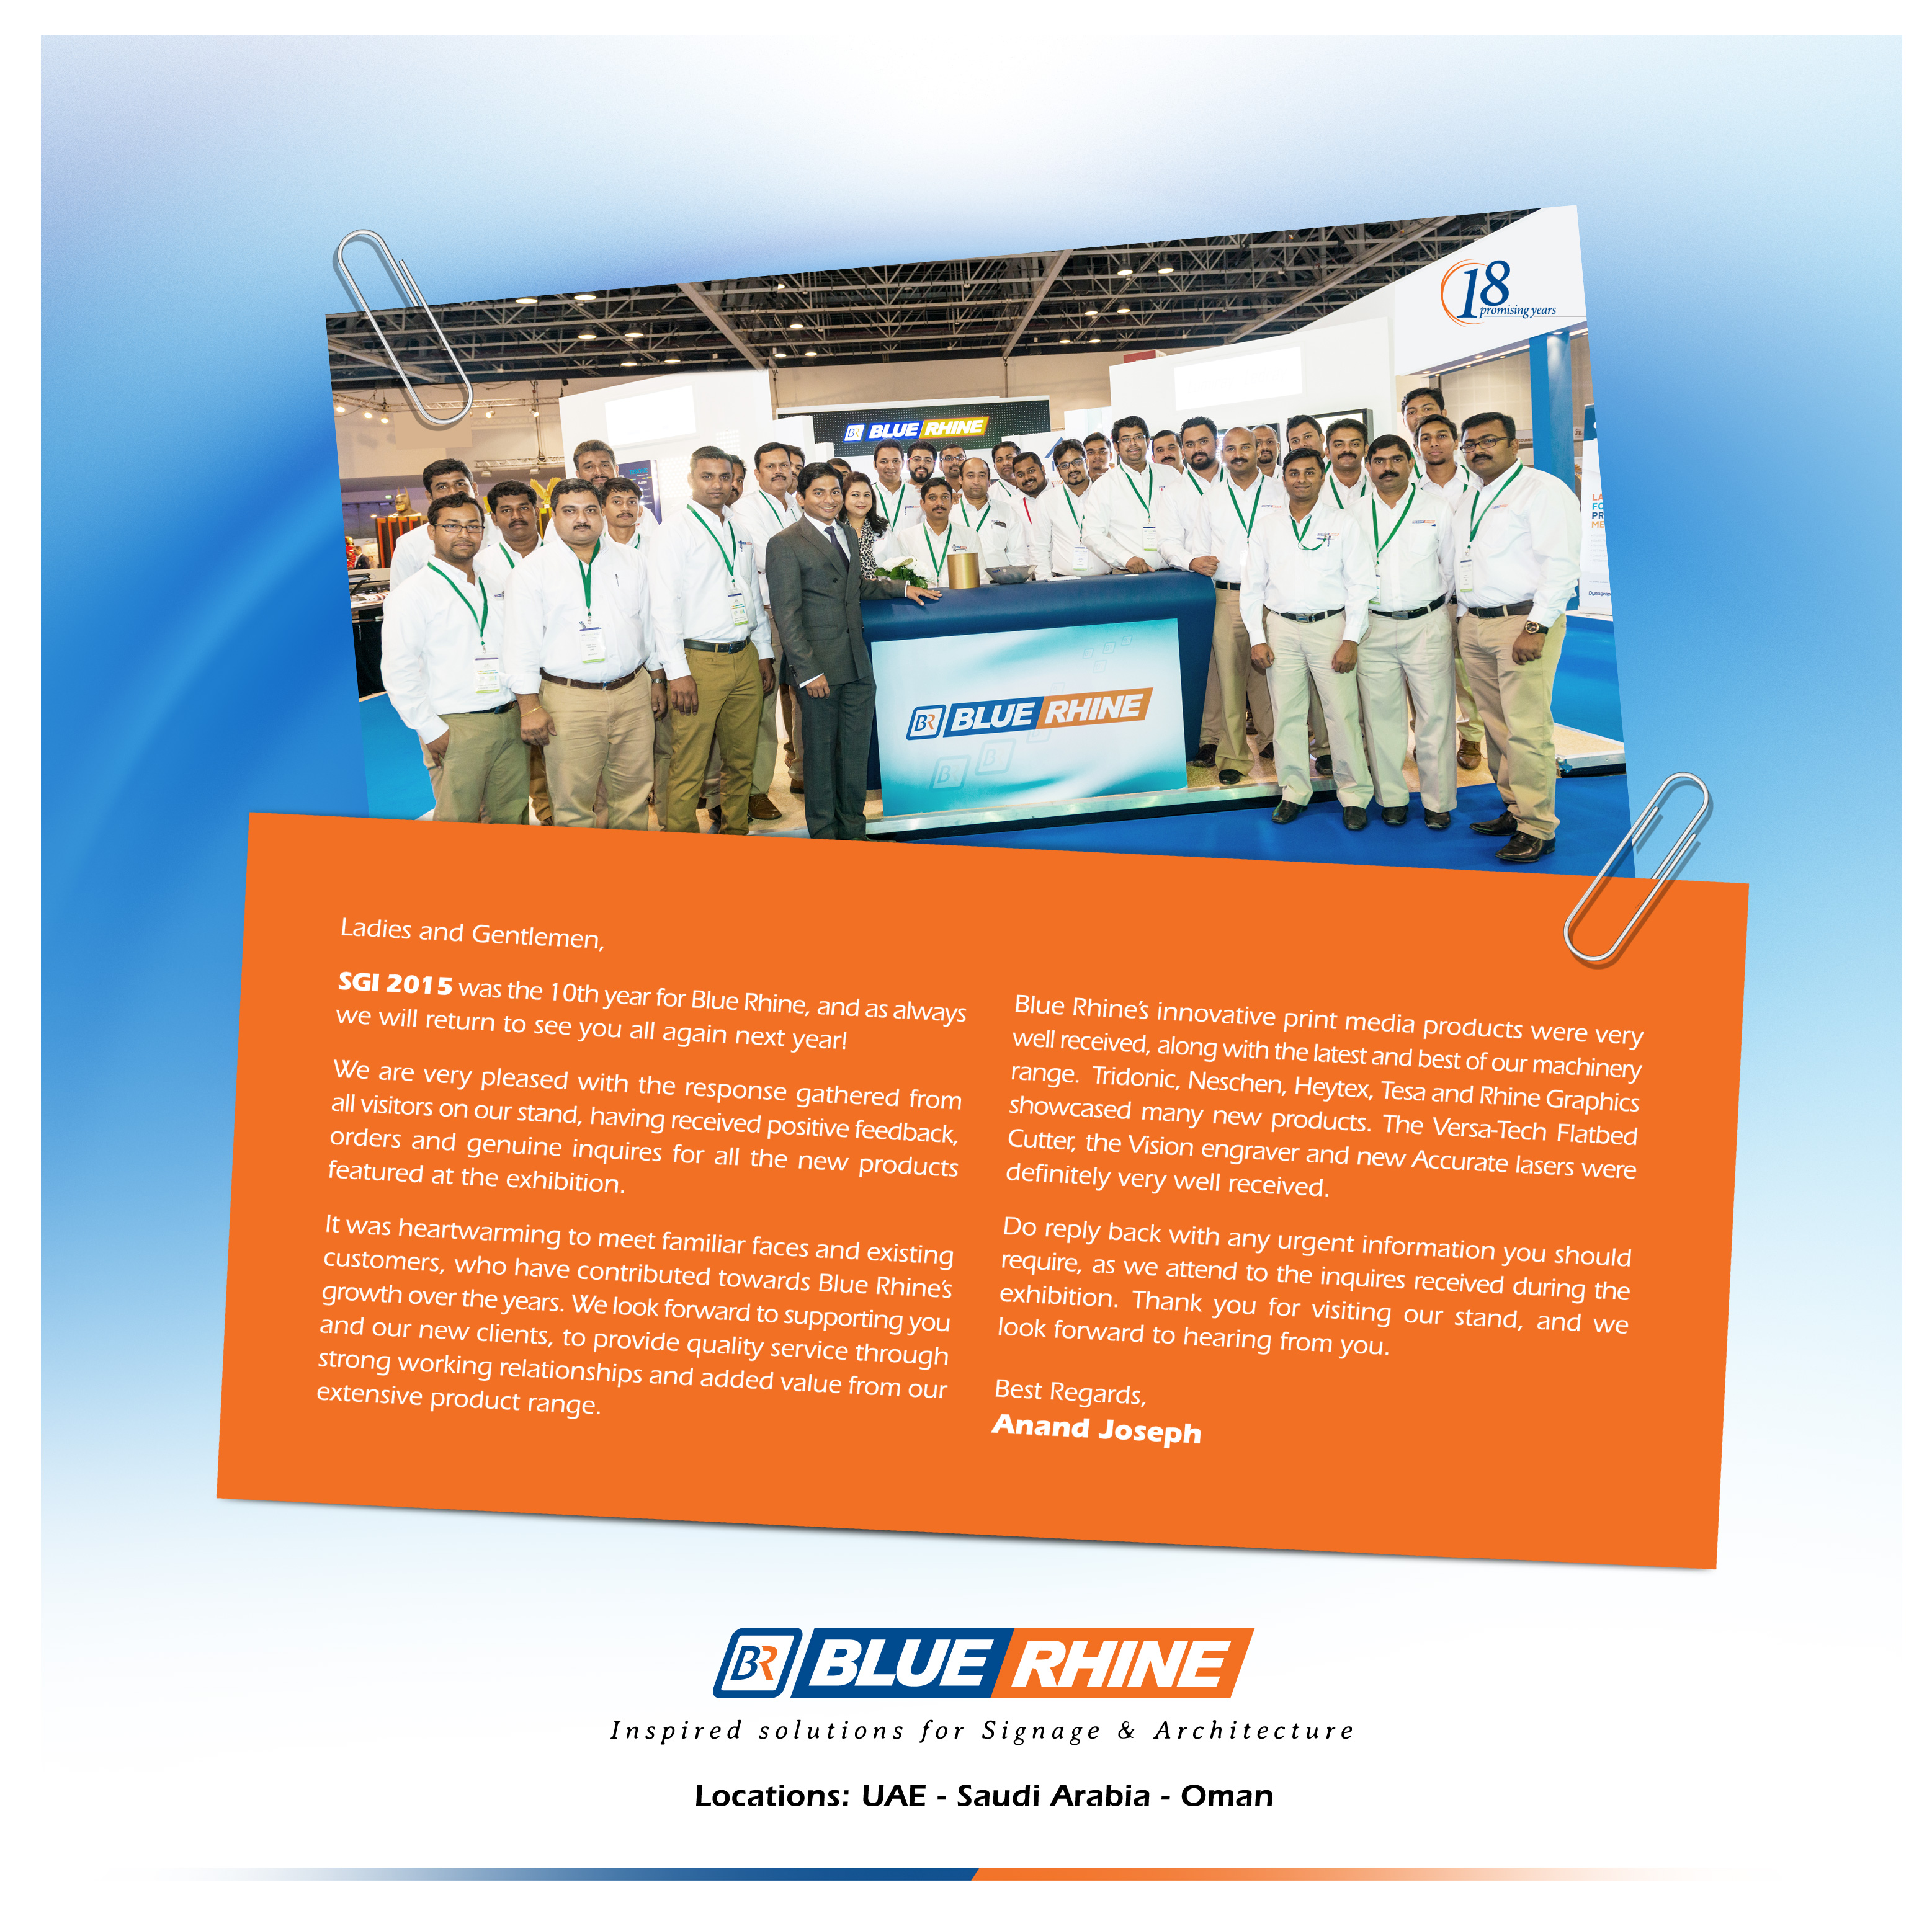 18
promising years
BR BLUE RHINE
BR BLUE RHINE
Ladies and Gentlemen,
SGI 2015 was the 10th year for Blue Rhine, and as always
we will return to see you all again next year!
We are very pleased with the response gathered from
all visitors on our stand, having received positive feedback,
orders and genuine inquires for all the new products
featured at the exhibition.
It was heartwarming to meet familiar faces and existing
customers, who have contributed towards Blue Rhine's
growth over the years. We look forward to supporting you
and our new clients, to provide quality service through
strong working relationships and added value from our
extensive product range.
Blue Rhine's innovative print media products were very
well received, along with the latest and best of our machinery
range. Tridonic, Neschen, Heytex, Tesa and Rhine Graphics
showcased many new products. The Versa-Tech Flatbed
Cutter, the Vision engraver and new Accurate lasers were
definitely very well received.
Do reply back with any urgent information you should
require, as we attend to the inquires received during the
exhibition. Thank you for visiting our stand, and we
look forward to hearing from you.
Best Regards,
Anand Joseph
BR BLUE RHINE
Inspired solutions for Signage & Architecture
Locations: UAE - Saudi Arabia - Oman